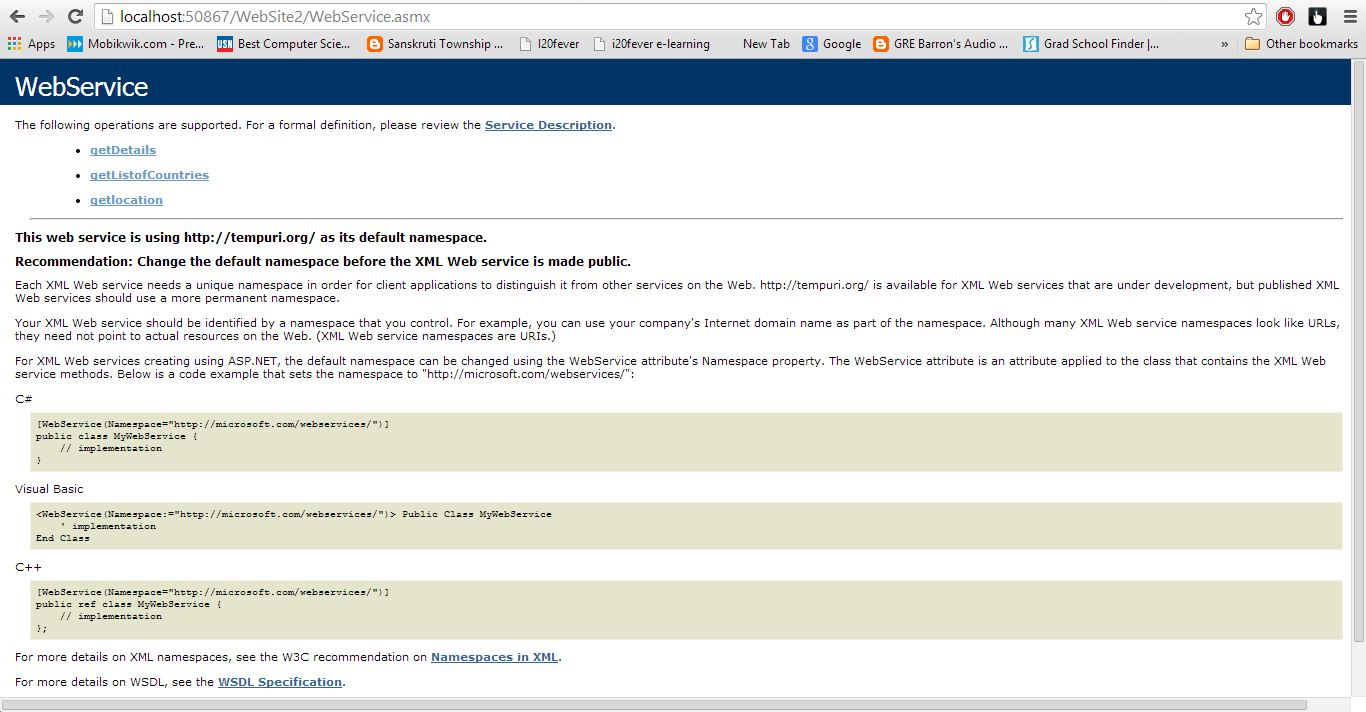 localhost:50867/WebSite2/WebService.asmx
Apps Mobikwik.com - Pre... USN Best Computer Scie... Sanskruti Township ... I20fever i20fever e-learning New Tab 8 Google GRE Barron's Audio ... Grad School Finder |... » Other bookmarks
WebService
The following operations are supported. For a formal definition, please review the Service Description.
• getDetails
• getListofCountries
• getlocation
This web service is using http://tempuri.org/ as its default namespace.
Recommendation: Change the default namespace before the XML Web service is made public.
Each XML Web service needs a unique namespace in order for client applications to distinguish it from other services on the Web. http://tempuri.org/ is available for XML Web services that are under development, but published XML
Web services should use a more permanent namespace.
Your XML Web service should be identified by a namespace that you control. For example, you can use your company's Internet domain name as part of the namespace. Although many XML Web service namespaces look like URLs,
they need not point to actual resources on the Web. (XML Web service namespaces are URIs.)
For XML Web services creating using ASP.NET, the default namespace can be changed using the WebService attribute's Namespace property. The WebService attribute is an attribute applied to the class that contains the XML Web
service methods. Below is a code example that sets the namespace to "http://microsoft.com/webservices/":
C#
[WebService(Namespace="http://microsoft.com/webservices/")]
public class MyWebService {
    // implementation
}
Visual Basic
<WebService(Namespace:="http://microsoft.com/webservices/")> Public Class MyWebService
    ' implementation
End Class
C++
[WebService(Namespace="http://microsoft.com/webservices/")]
public ref class MyWebService {
    // implementation
};
For more details on XML namespaces, see the W3C recommendation on Namespaces in XML.
For more details on WSDL, see the WSDL Specification.